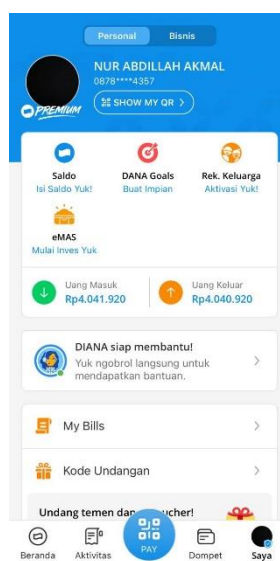 Personal Bisnis
NUR ABDILLAH AKMAL
0878****4357
SHOW MY QR >
PREMIUM
Saldo DANA Goals Rek. Keluarga
Isi Saldo Yuk! Buat Impian Aktivasi Yuk!
eMAS
Mulai Inves Yuk
Uang Masuk Uang Keluar
Rp4.041.920 Rp4.040.920
DIANA siap membantu!
Yuk ngobrol langsung untuk
mendapatkan bantuan.
My Bills
Kode Undangan
Undang temen dan
Beranda Aktivitas PAY Dompet Saya